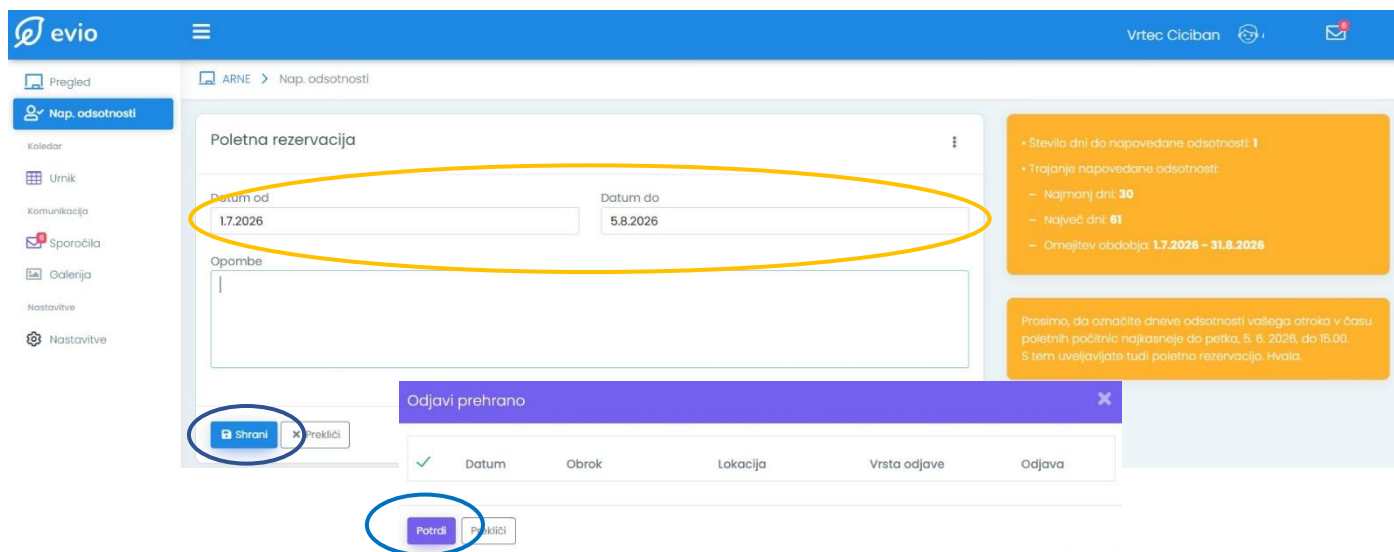 evio
Vrtec Ciciban
6
Pregled
ARNE > Nap. odsotnosti
Nap. odsotnosti
Koledar
Urnik
Komunikacija
6
Sporočila
Galerija
Nastavitve
Nastavitve
Poletna rezervacija
Datum od
Datum do
1.7.2026
5.8.2026
Opombe
Shrani
Prekliči
• Število dni do napovedane odsotnosti: 1
• Trajanje napovedane odsotnosti:
– Najmanj dni: 30
– Največ dni: 61
– Omejitev obdobja: 1.7.2026 – 31.8.2026
Prosimo, da označite dneve odsotnosti vašega otroka v času
poletnih počitnic najkasneje do petka, 5. 6. 2026, do 15.00.
S tem uveljavljate tudi poletno rezervacijo. Hvala.
Odjavi prehrano
Datum Obrok Lokacija Vrsta odjave Odjava
Potrdi
Prekliči